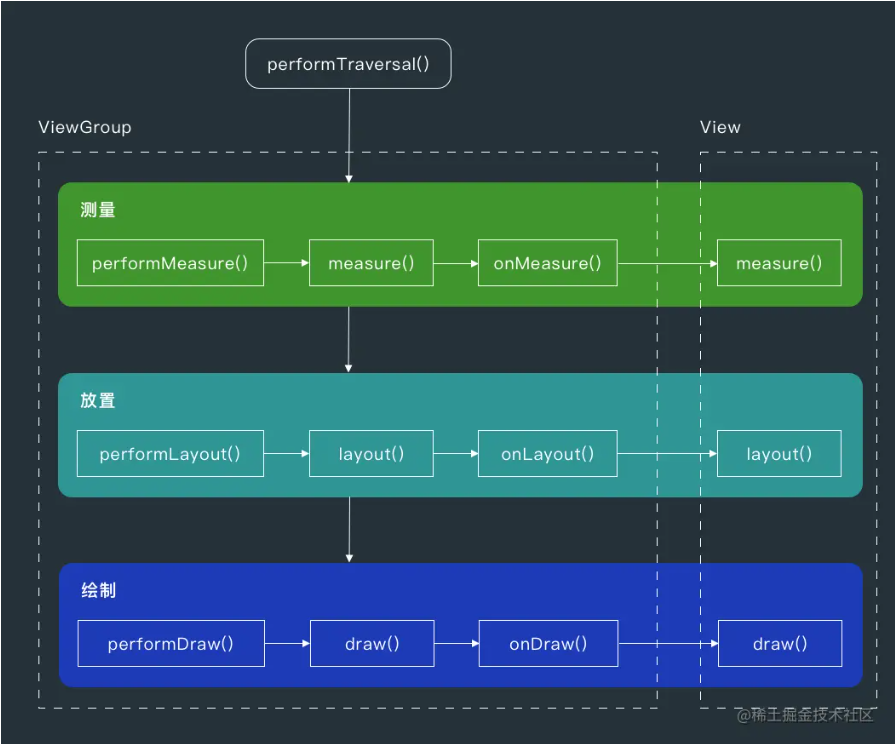 performTraversal()
ViewGroup
View
测量
performMeasure()
measure()
onMeasure()
measure()
放置
performLayout()
layout()
onLayout()
layout()
绘制
performDraw()
draw()
onDraw()
draw()
@稀土掘金技术社区